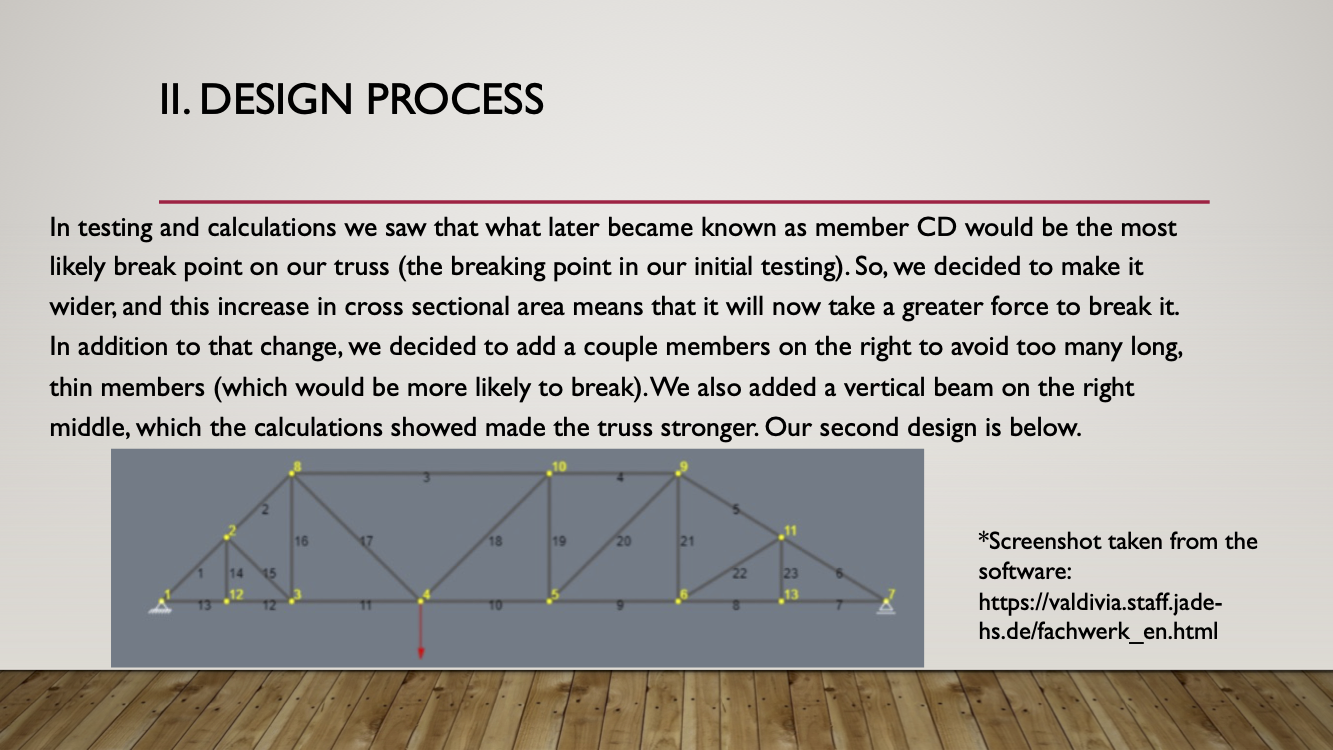 II. DESIGN PROCESS
In testing and calculations we saw that what later became known as member CD would be the most
likely break point on our truss (the breaking point in our initial testing). So, we decided to make it
wider, and this increase in cross sectional area means that it will now take a greater force to break it.
In addition to that change, we decided to add a couple members on the right to avoid too many long,
thin members (which would be more likely to break). We also added a vertical beam on the right
middle, which the calculations showed made the truss stronger. Our second design is below.
8 10 9
3 4
2 5
2 11
16 17 18 19 20 21
1 14 15 22 23 6
1 12 3 4 5 6 13 7
13 12 11 10 9 8 7
*Screenshot taken from the
software:
https://valdivia.staff.jade-
hs.de/fachwerk_en.html